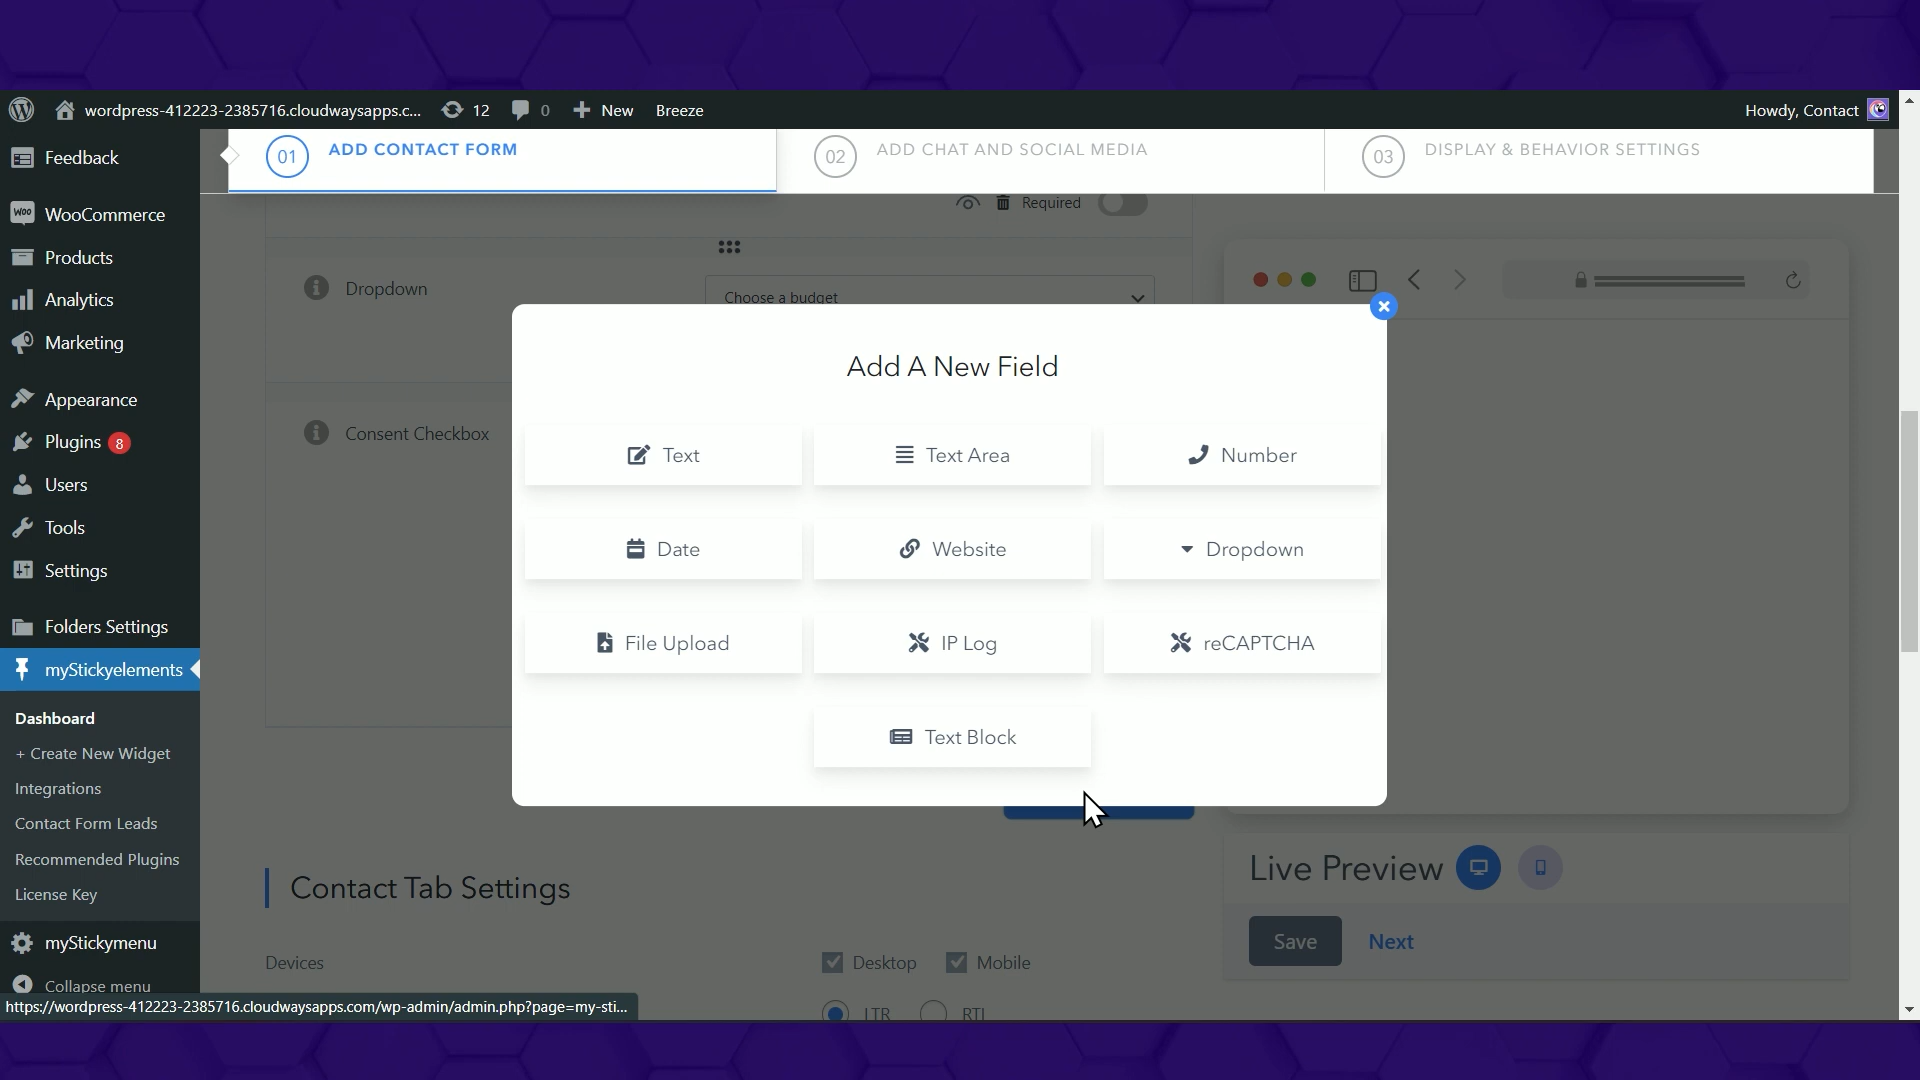 wordpress-412223-2385716.cloudwaysapps.c... 12 0 New Breeze Howdy, Contact
Feedback
WooCommerce
Products
Analytics
Marketing
Appearance
Plugins 8
Users
Tools
Settings
Folders Settings
myStickyelements
Dashboard
+ Create New Widget
Integrations
Contact Form Leads
Recommended Plugins
License Key
myStickymenu
Collapse menu
https://wordpress-412223-2385716.cloudwaysapps.com/wp-admin/admin.php?page=my-sti...
01 ADD CONTACT FORM
02 ADD CHAT AND SOCIAL MEDIA
03 DISPLAY & BEHAVIOR SETTINGS
Required
Dropdown
Choose a budget
Consent Checkbox
Add A New Field
Text Text Area Number
Date Website Dropdown
File Upload IP Log reCAPTCHA
Text Block
Contact Tab Settings
Devices Desktop Mobile
LTR RTL
Live Preview
Save Next